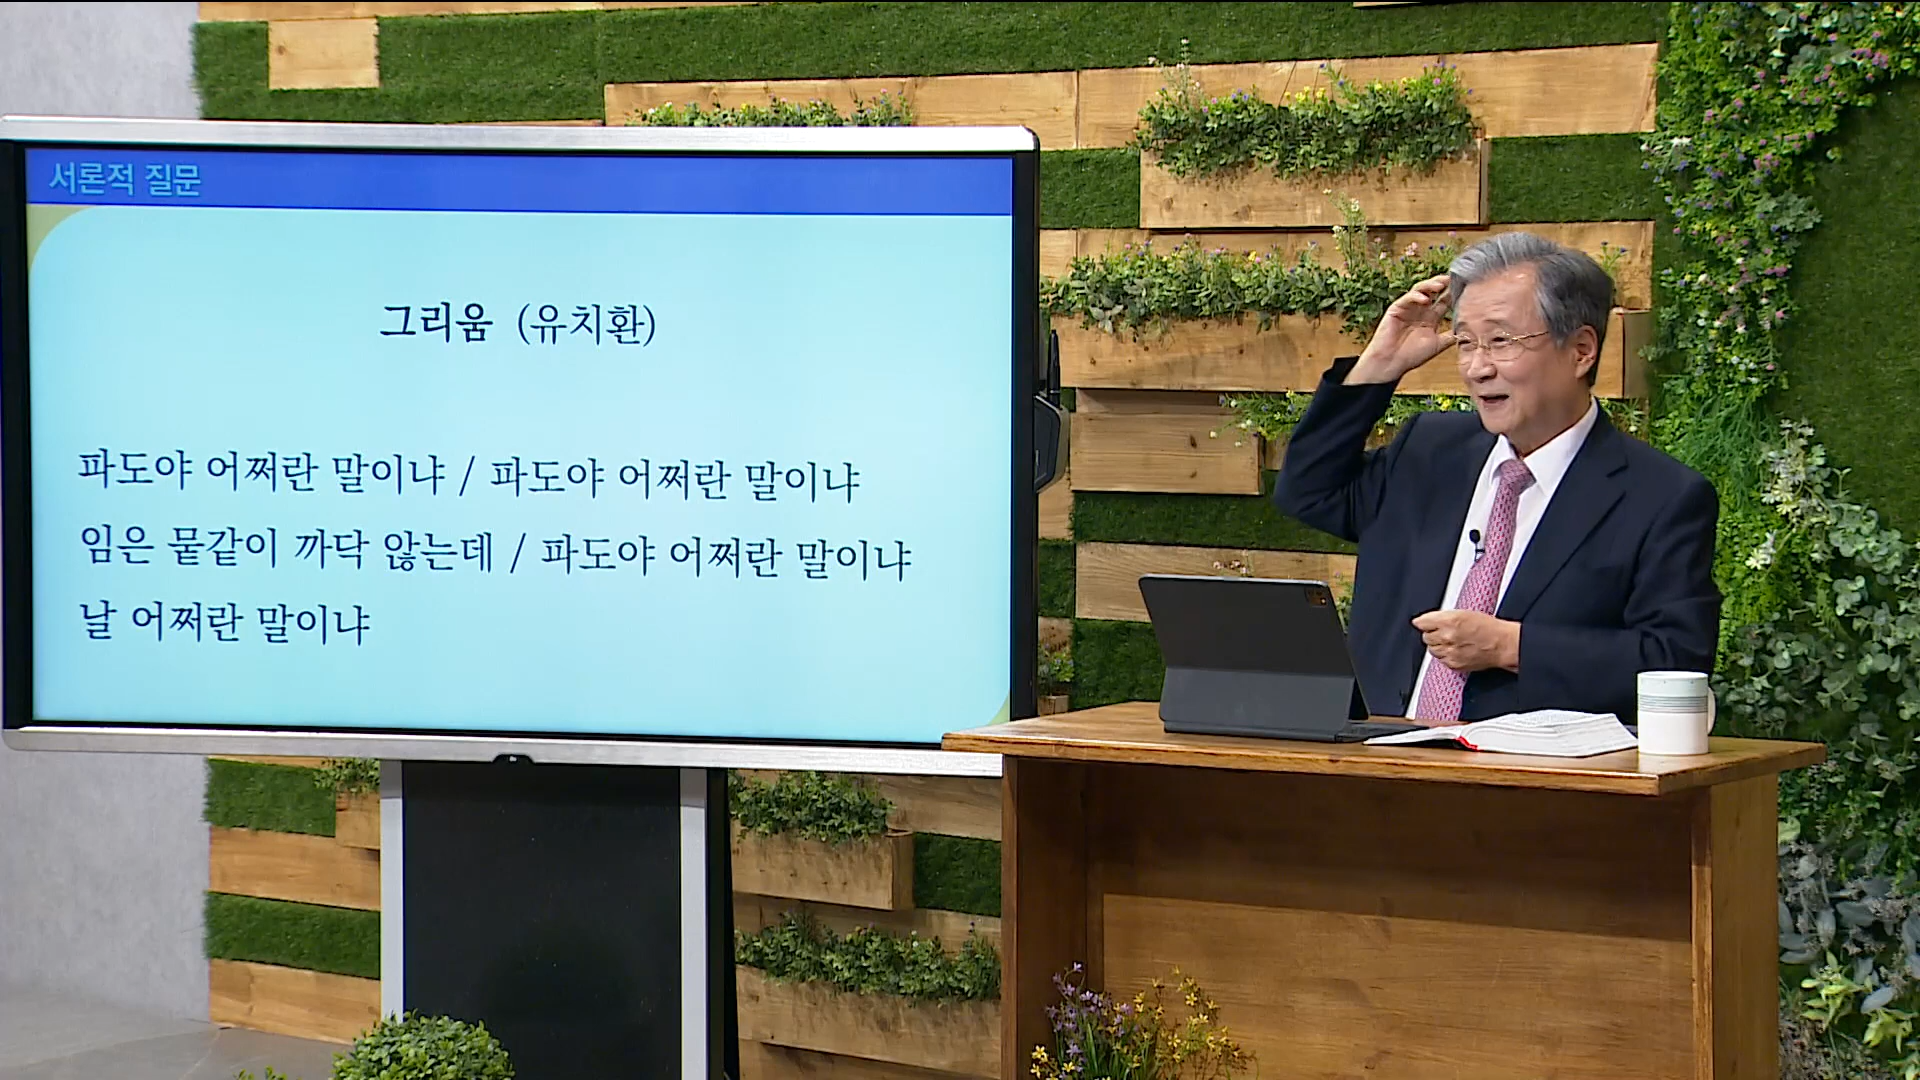 서론적 질문
그리움 (유치환)
파도야 어쩌란 말이냐 / 파도야 어쩌란 말이냐
임은 뭍같이 까닥 않는데 / 파도야 어쩌란 말이냐
날 어쩌란 말이냐